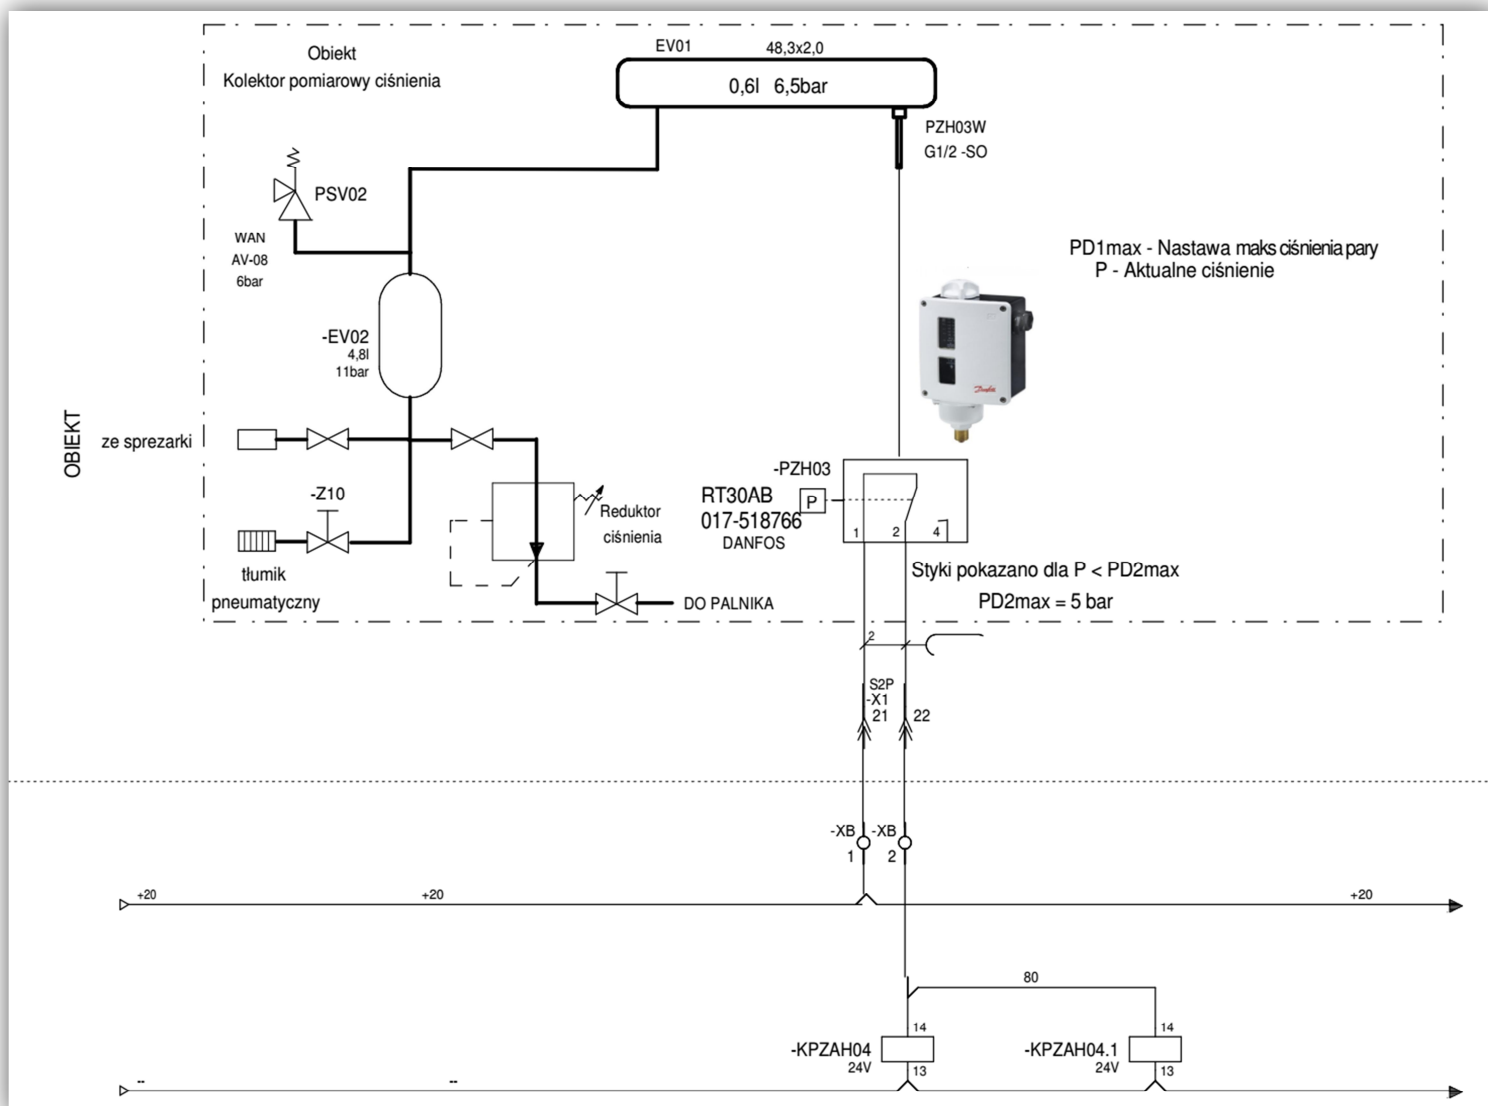 Obiekt
Kolektor pomiarowy ciśnienia
EV01
48,3x2,0
0,6l 6,5bar
PZH03W
G1/2 -SO
PSV02
WAN
AV-08
6bar
PD1max - Nastawa maks ciśnienia pary
P - Aktualne ciśnienie
-EV02
4,8l
11bar
Danfoss
OBIEKT
ze sprezarki
-Z10
tłumik
pneumatyczny
Reduktor
ciśnienia
DO PALNIKA
-PZH03
RT30AB
017-518766
DANFOS
P
1
2
4
Styki pokazano dla P < PD2max
PD2max = 5 bar
2
S2P
-X1
21
22
-XB
1
-XB
2
+20
+20
+20
80
14
-KPZAH04
24V
13
14
-KPZAH04.1
24V
13
--
--